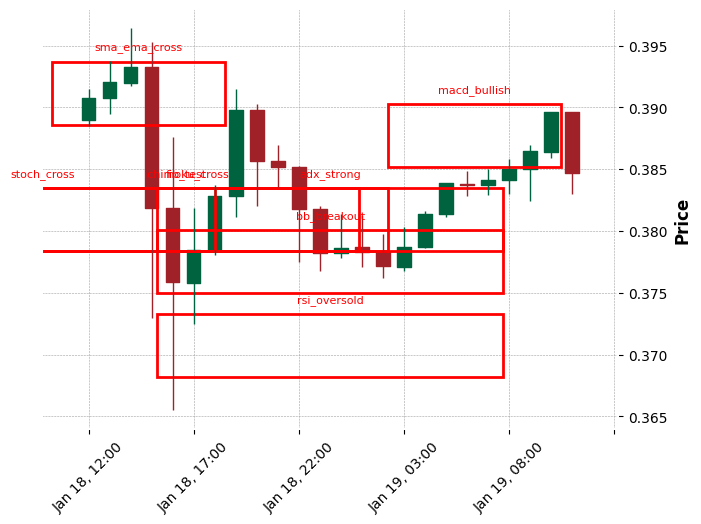 sma_ema_cross
macd_bullish
stoch_cross
adx_strong
bb_breakout
rsi_oversold
0.395
0.390
0.385
0.380
0.375
0.370
0.365
Price
Jan 18, 12:00
Jan 18, 17:00
Jan 18, 22:00
Jan 19, 03:00
Jan 19, 08:00